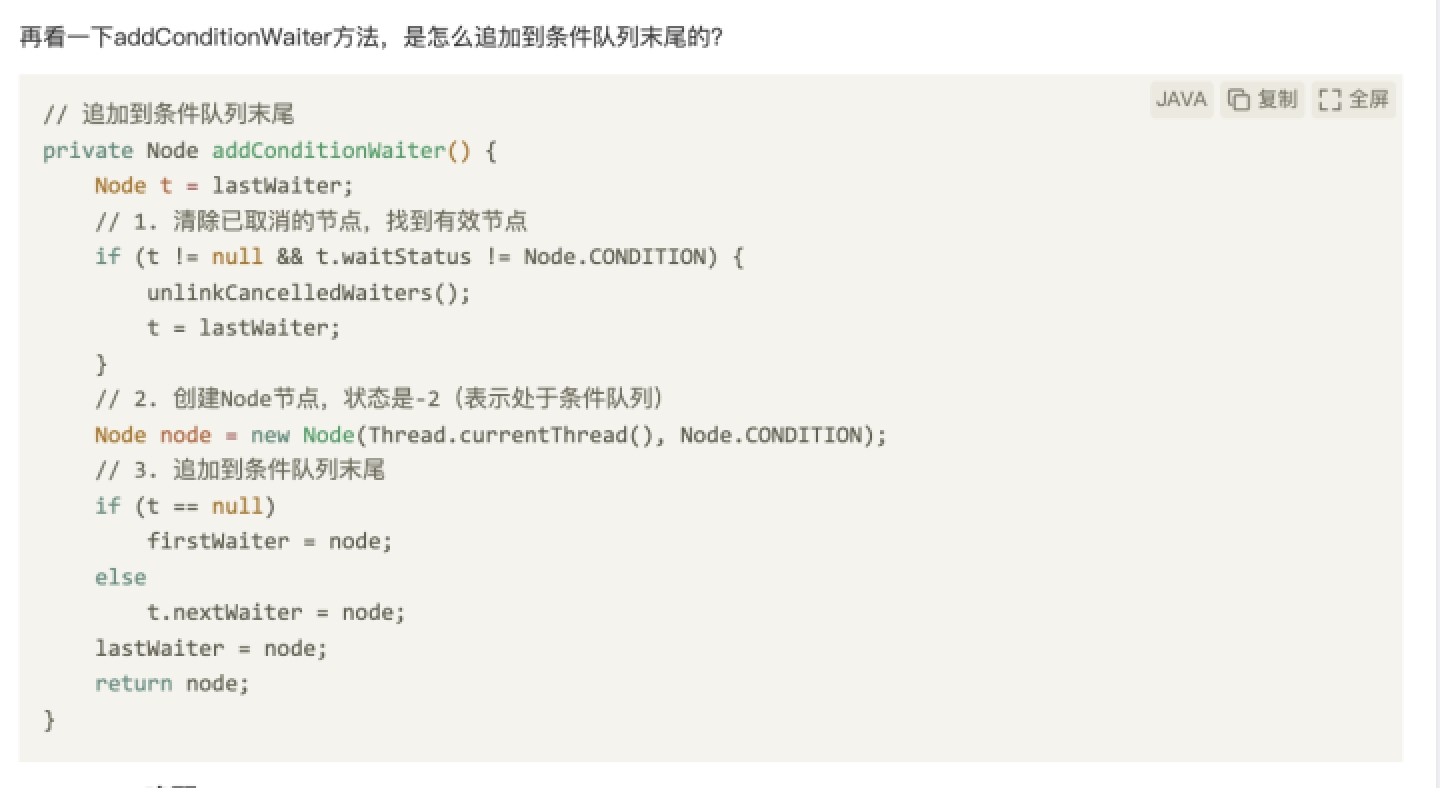 再看一下addConditionWaiter方法，是怎么追加到条件队列末尾的？
JAVA 复制 全屏
// 追加到条件队列末尾
private Node addConditionWaiter() {
    Node t = lastWaiter;
    // 1. 清除已取消的节点，找到有效节点
    if (t != null && t.waitStatus != Node.CONDITION) {
        unlinkCancelledWaiters();
        t = lastWaiter;
    }
    // 2. 创建Node节点，状态是-2（表示处于条件队列）
    Node node = new Node(Thread.currentThread(), Node.CONDITION);
    // 3. 追加到条件队列末尾
    if (t == null)
        firstWaiter = node;
    else
        t.nextWaiter = node;
    lastWaiter = node;
    return node;
}